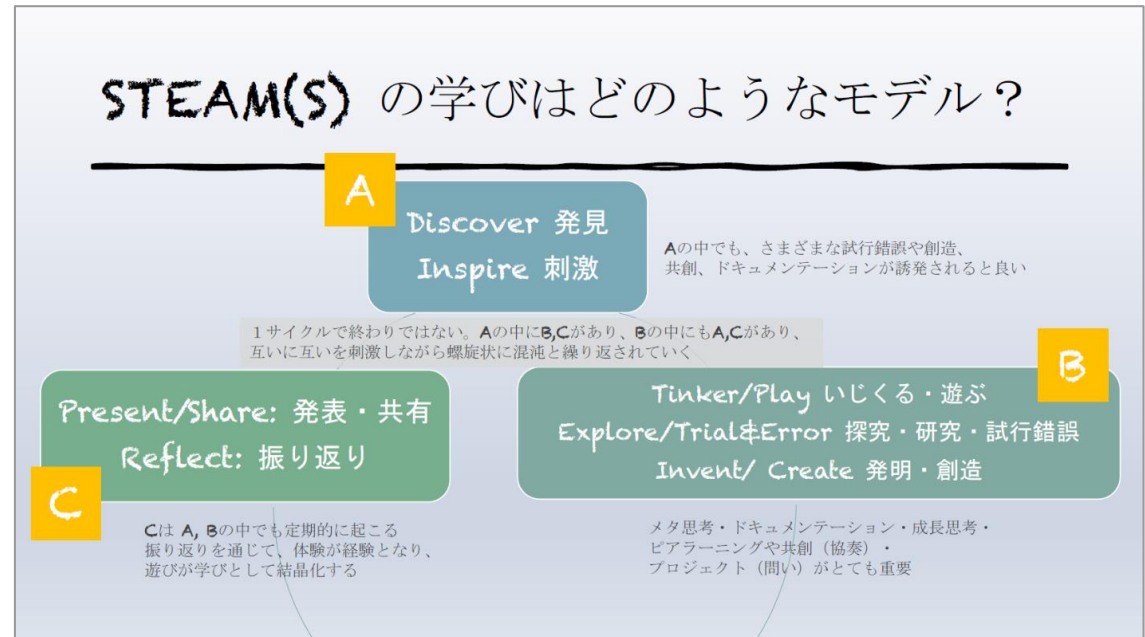 STEAM(S) の学びはどのようなモデル？
A
Discover 発見
Inspire 刺激
Aの中でも、さまざまな試行錯誤や創造、
共創、ドキュメンテーションが誘発されると良い
１サイクルで終わりではない。Aの中にB,Cがあり、Bの中にもA,Cがあり、
互いに互いを刺激しながら螺旋状に混沌と繰り返されていく
B
Tinker/Play いじくる・遊ぶ
Explore/Trial&Error 探究・研究・試行錯誤
Invent/ Create 発明・創造
メタ思考・ドキュメンテーション・成長思考・
ピアラーニングや共創（協奏）・
プロジェクト（問い）がとても重要
Present/Share: 発表・共有
Reflect: 振り返り
C
Cは A, Bの中でも定期的に起こる
振り返りを通じて、体験が経験となり、
遊びが学びとして結晶化する